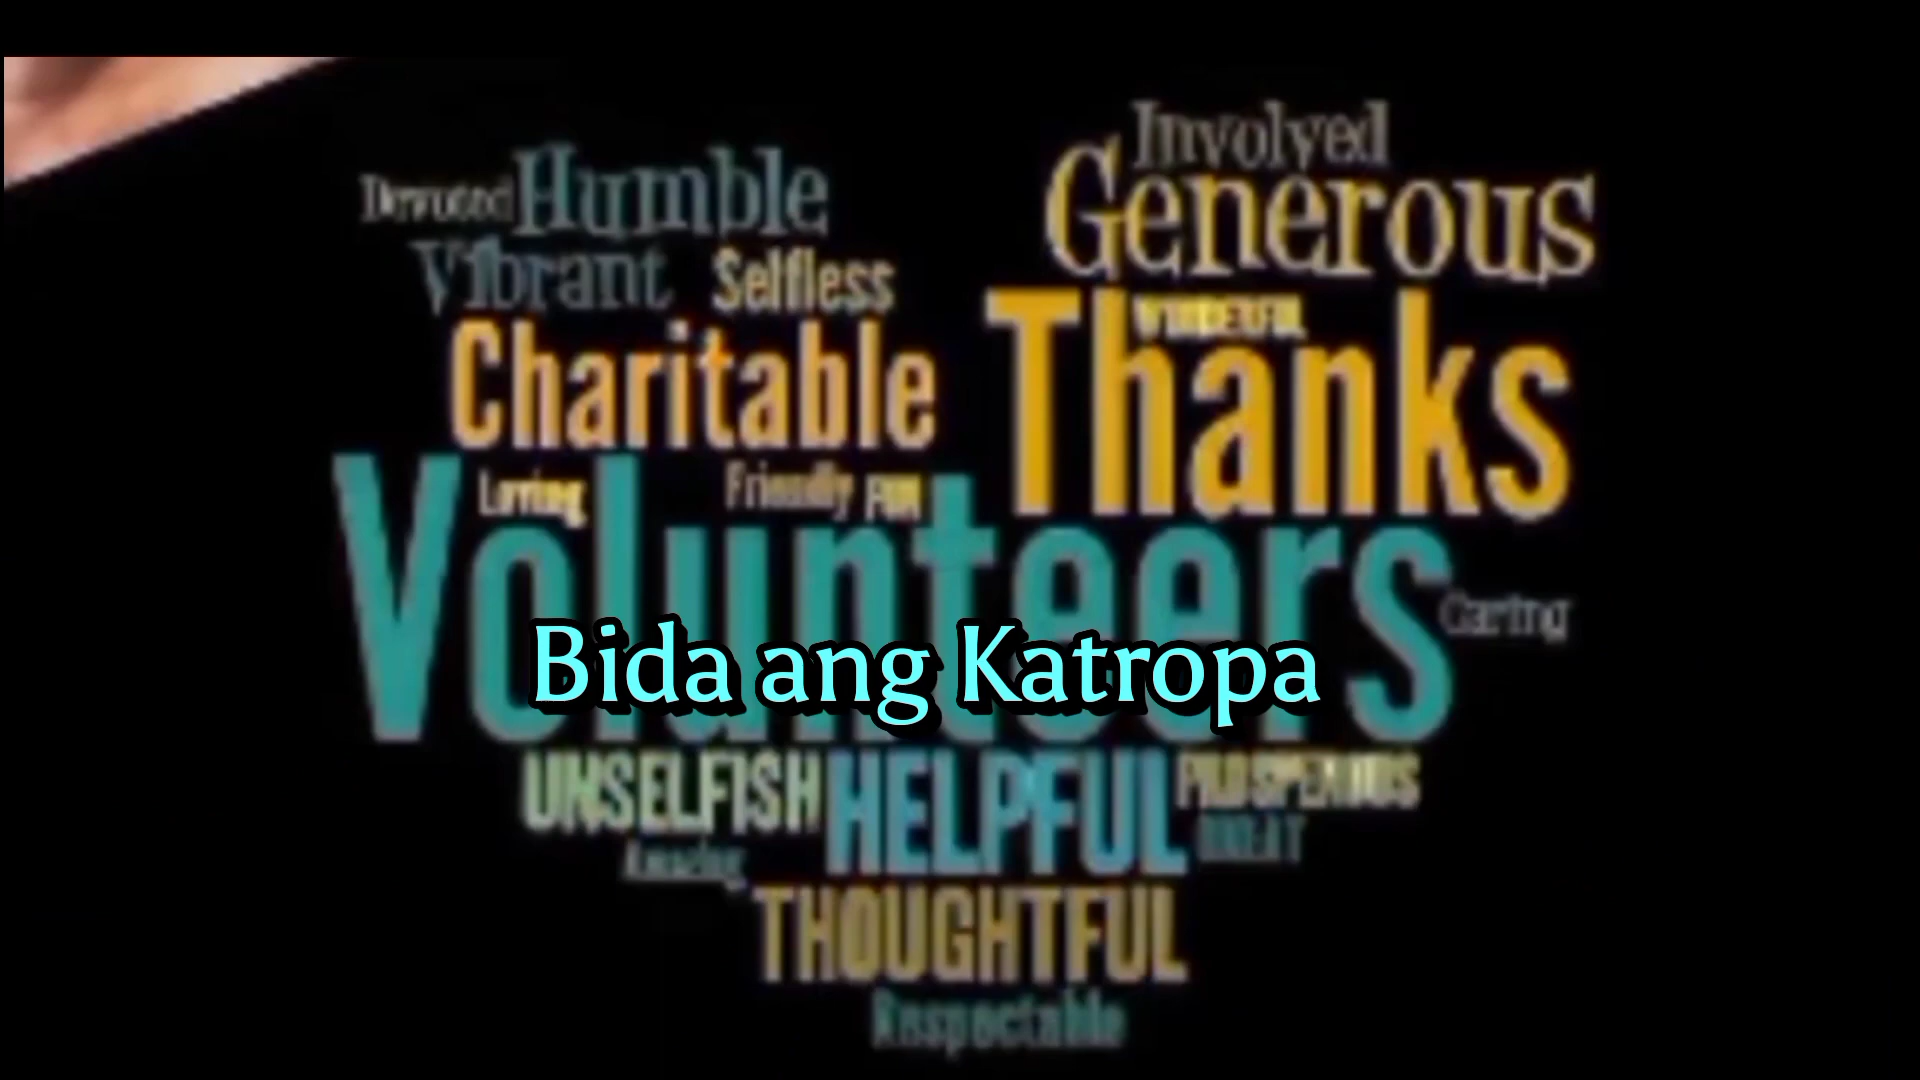 Involved
Devoted Humble
Generous
Vibrant Selfless
WONDERFUL
Thanks
Charitable
Loving Friendly FUN
Volunteers
Caring
Bida ang Katropa
UNSELFISH HELPFUL PROSPEROUS
GREAT
Amazing
THOUGHTFUL
Respectable